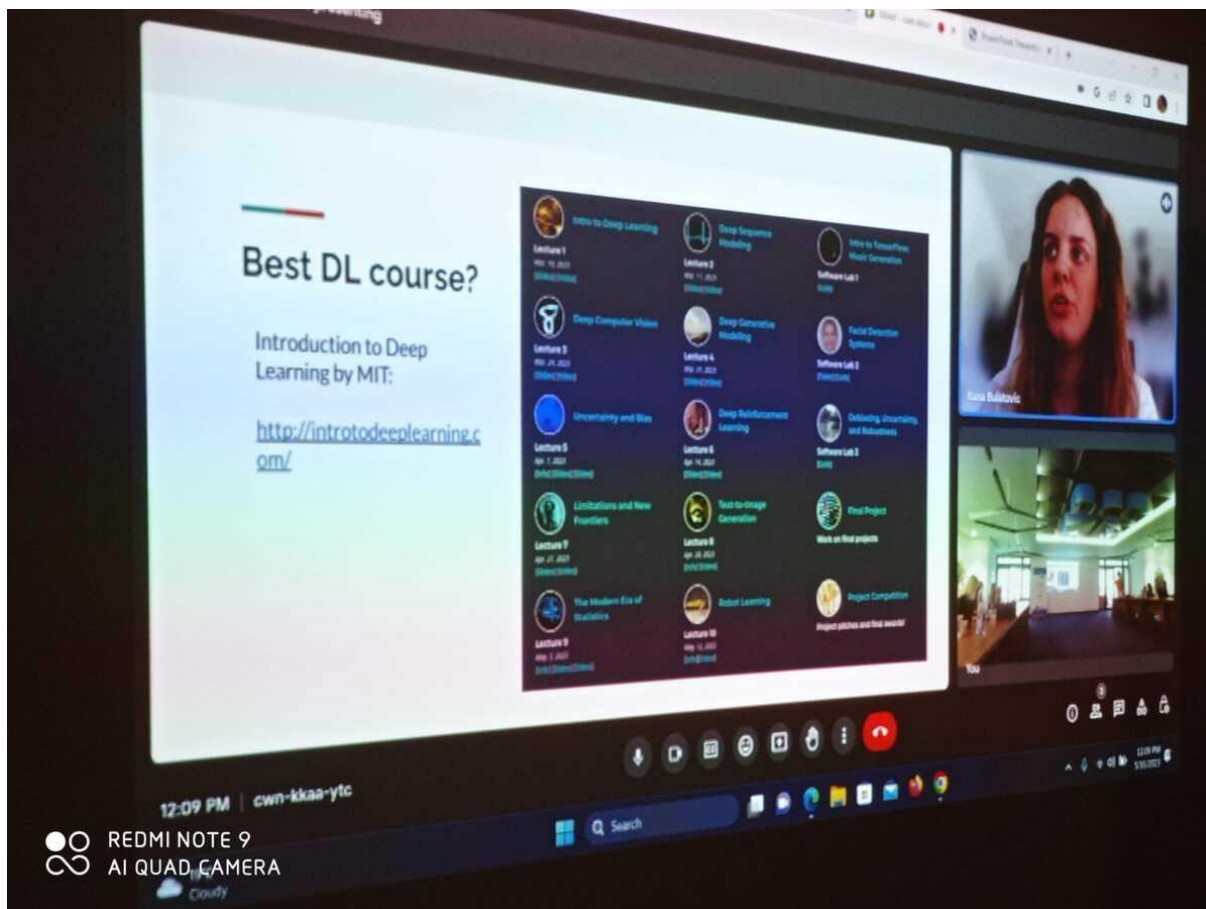 presenting
Best DL course?
Introduction to Deep
Learning by MIT:
http://introtodeeplearning.c
om/
Intro to Deep Learning
Lecture 1
Deep Sequence
Modeling
Lecture 2
Intro to TensorFlow;
Music Generation
Software Lab 1
Deep Computer Vision
Lecture 3
Deep Generative
Modeling
Lecture 4
Facial Detection
Systems
Software Lab 2
Uncertainty and Bias
Lecture 5
Deep Reinforcement
Learning
Lecture 6
Debiasing, Uncertainty,
and Robustness
Software Lab 3
Limitations and New
Frontiers
Lecture 7
Text-to-Image
Generation
Lecture 8
Final Project
Work on final projects
The Modern Era of
Statistics
Lecture 9
Robot Learning
Lecture 10
Project Competition
Project pitches and final awards!
Bulatovic
You
12:09 PM | cwn-kkaa-ytc
Search
12:09 PM
REDMI NOTE 9
AI QUAD CAMERA
Cloudy